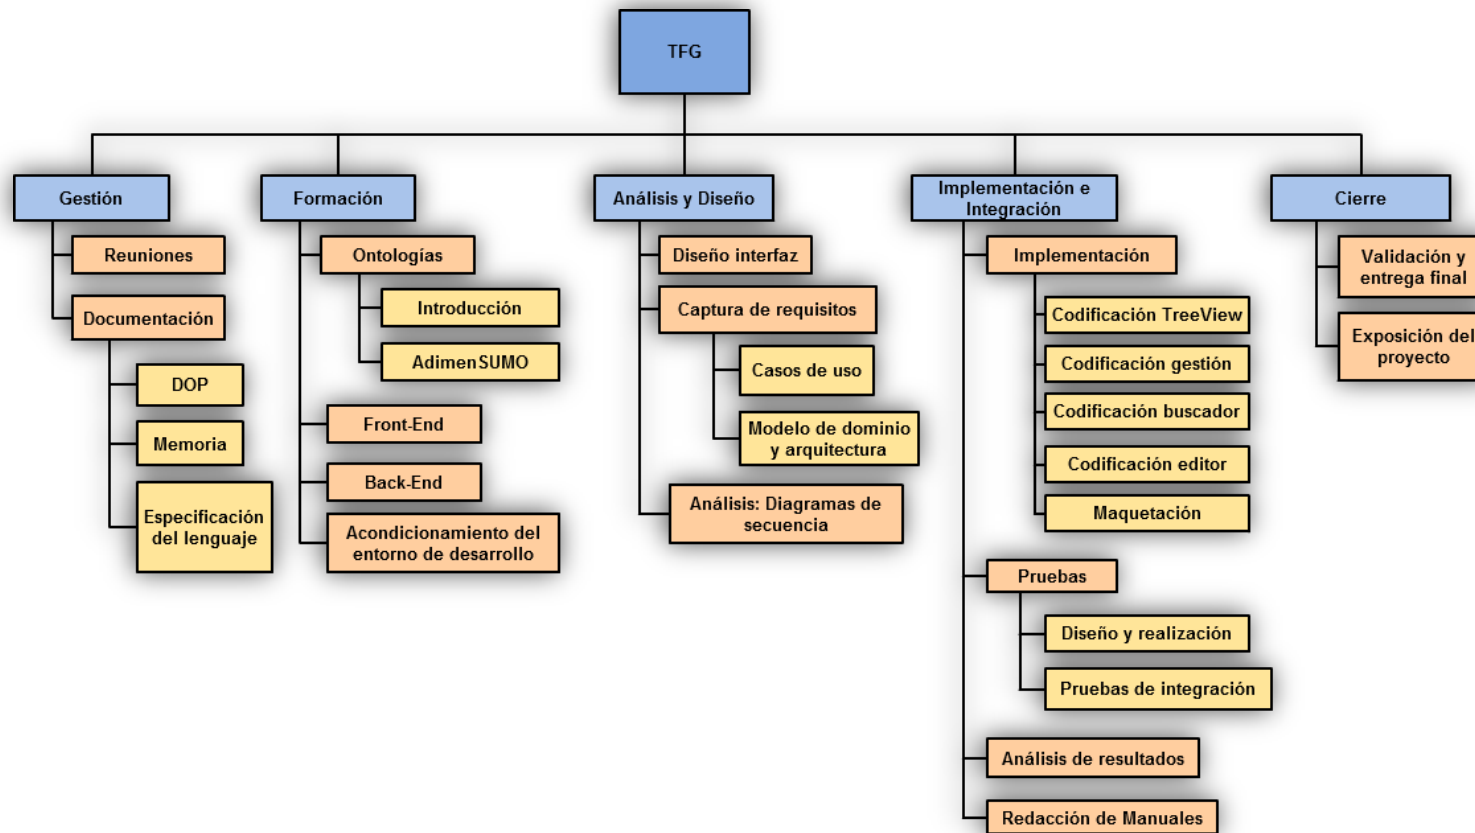 TFG
Gestión
Reuniones
Documentación
DOP
Memoria
Especificación
del lenguaje
Formación
Ontologías
Introducción
AdimenSUMO
Front-End
Back-End
Acondicionamiento del
entorno de desarrollo
Análisis y Diseño
Diseño interfaz
Captura de requisitos
Casos de uso
Modelo de dominio
y arquitectura
Análisis: Diagramas de
secuencia
Implementación e
Integración
Implementación
Codificación TreeView
Codificación gestión
Codificación buscador
Codificación editor
Maquetación
Pruebas
Diseño y realización
Pruebas de integración
Análisis de resultados
Redacción de Manuales
Cierre
Validación y
entrega final
Exposición del
proyecto